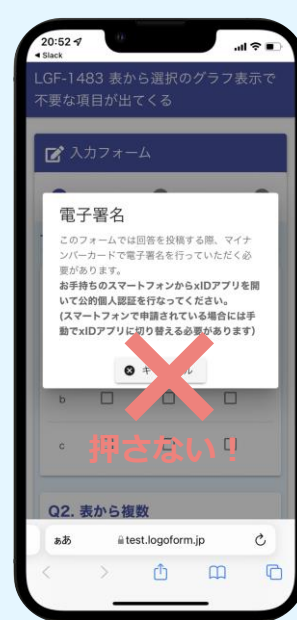 20:52
◀ Slack
LGF-1483 表から選択のグラフ表示で
不要な項目が出てくる
入力フォーム
電子署名
このフォームでは回答を投稿する際、マイナ
ンバーカードで電子署名を行っていただく必
要があります。
お手持ちのスマートフォンからxIDアプリを開
いて公的個人認証を行なってください。
(スマートフォンで申請されている場合には手
動でxIDアプリに切り替える必要があります)
押さない！
b
c
Q2. 表から複数
ああ
test.logoform.jp